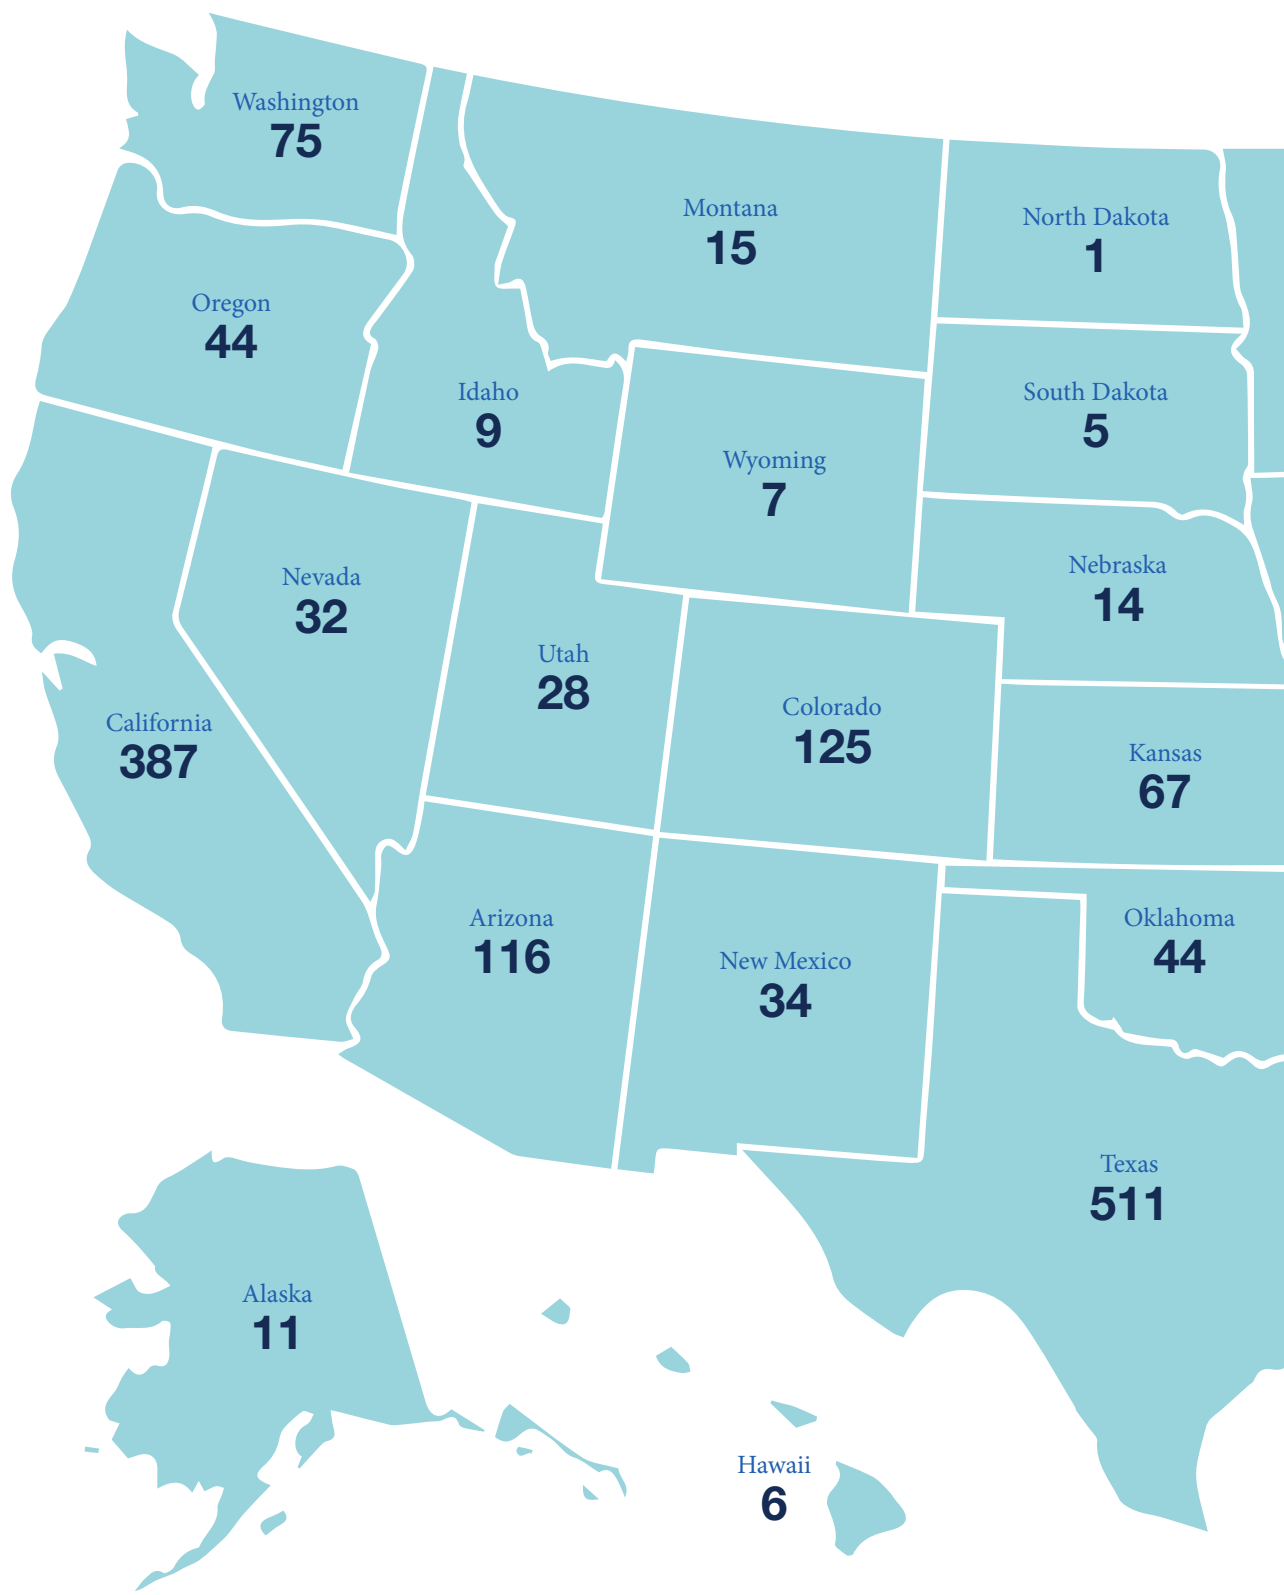 Washington
75
Montana
15
North Dakota
1
Oregon
44
Idaho
9
South Dakota
5
Wyoming
7
Nebraska
14
Nevada
32
Utah
28
Colorado
125
California
387
Kansas
67
Arizona
116
New Mexico
34
Oklahoma
44
Texas
511
Alaska
11
Hawaii
6